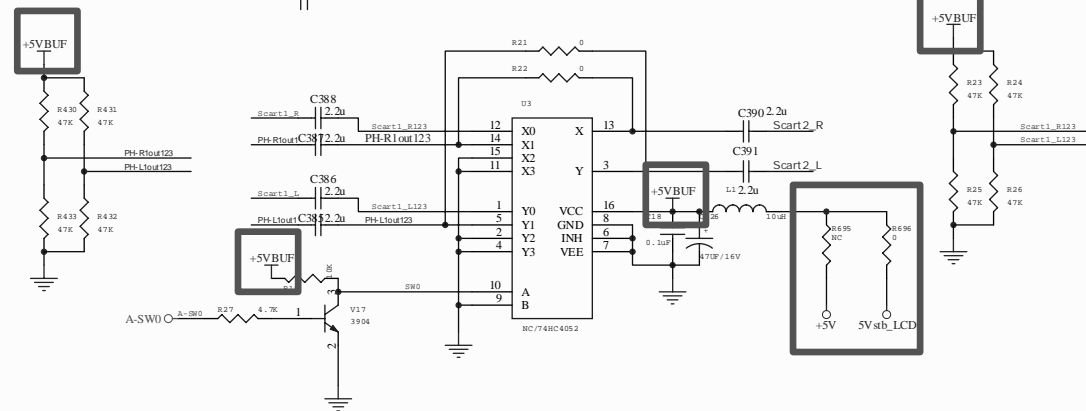 +5VBUF
R430
47K
R431
47K
PH-R1out123
PH-L1out123
R433
47K
R432
47K
Scart1_R
C388
2.2u
Scart1_R123
PH-R1out1
C387
2.2u
PH-R1out123
Scart1_L
C386
2.2u
Scart1_L123
PH-L1out1
C385
2.2u
PH-L1out123
+5VBUF
10K
3
SW0
A-SW0
A-SW0
R27
4.7K
1
V17
3904
2
R21
0
R22
0
U3
12
X0
14
X1
15
X2
11
X3
1
Y0
5
Y1
2
Y2
4
Y3
10
A
9
B
X
13
Y
3
VCC
16
GND
8
INH
6
VEE
7
NC/74HC4052
C390
2.2u
Scart2_R
C391
2.2u
Scart2_L
+5VBUF
0.1uF
+
47UF/16V
L1
10uH
R695
NC
R696
0
+5V
5Vstb_LCD
+5VBUF
R23
47K
R24
47K
Scart1_R123
Scart1_L123
R25
47K
R26
47K